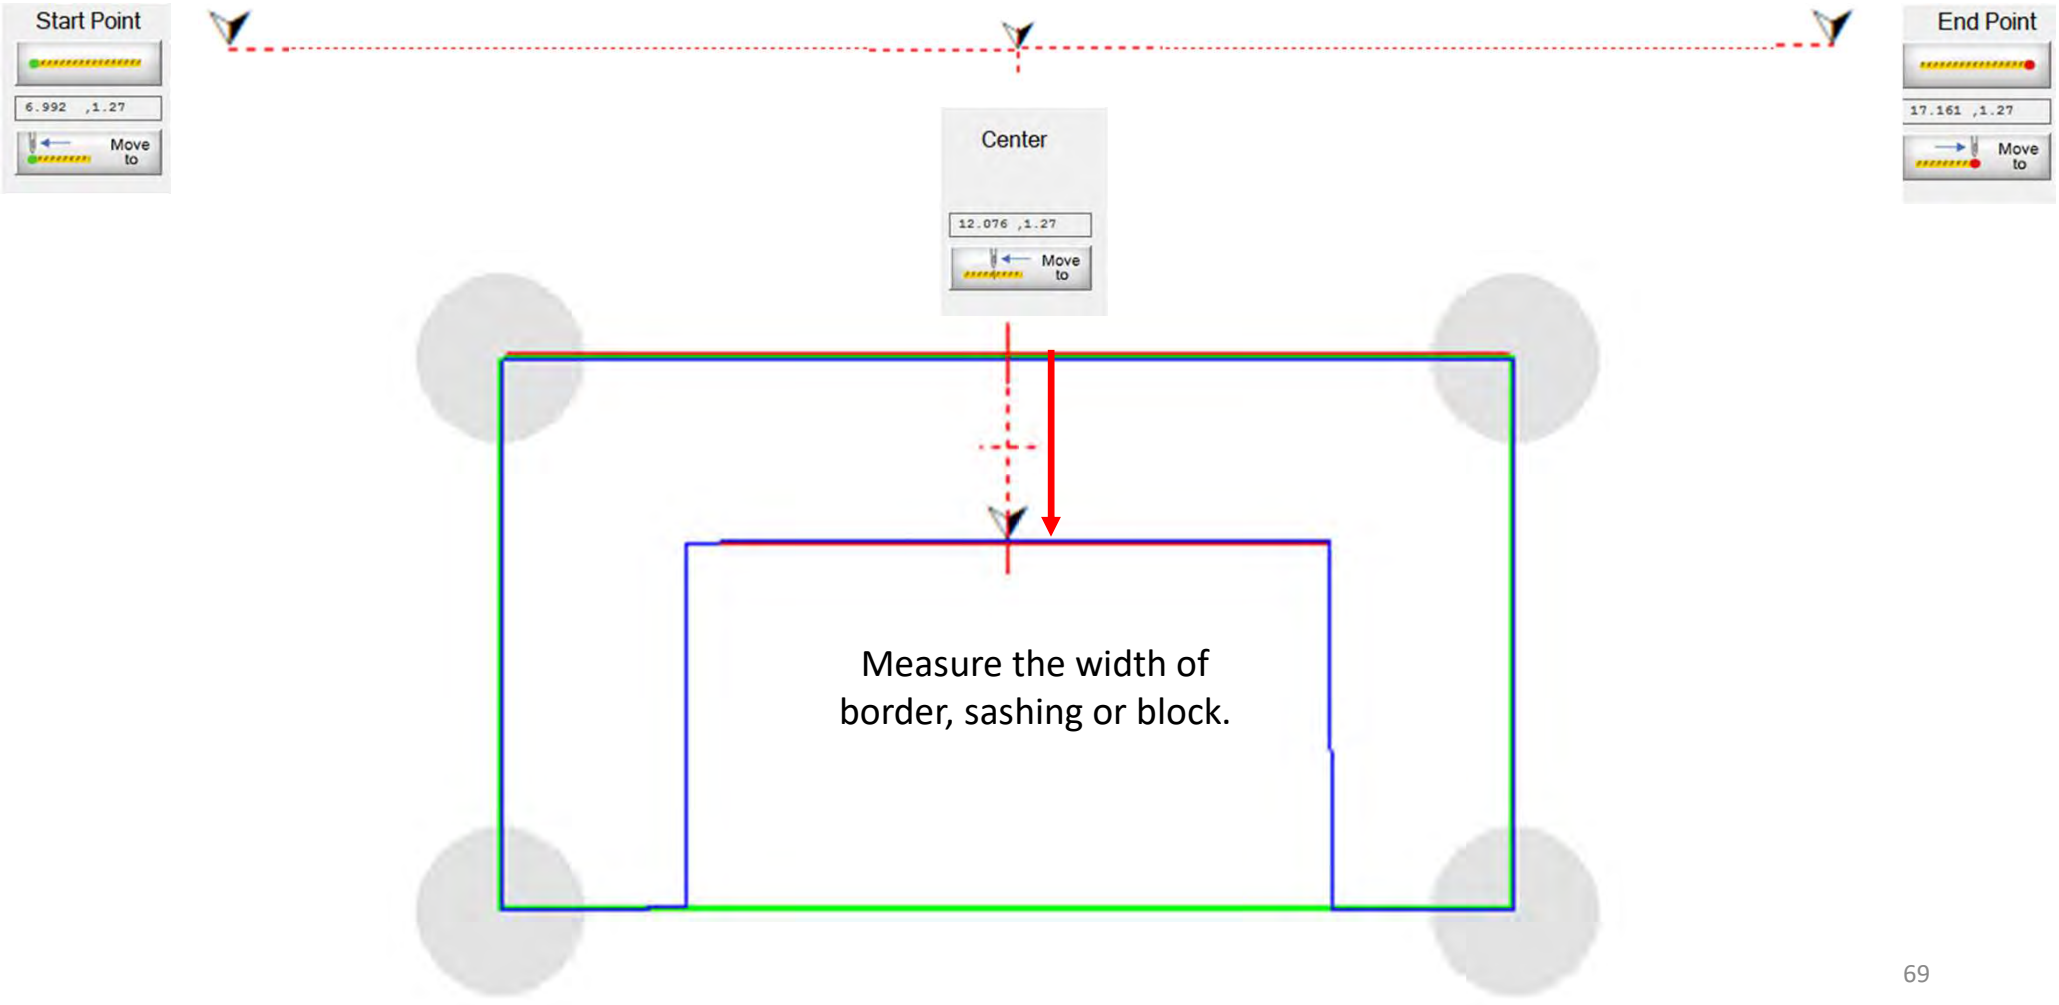 Start Point
6.992 ,1.27
Move
to
End Point
17.161 ,1.27
Move
to
Center
12.076 ,1.27
Move
to
Measure the width of
border, sashing or block.
69